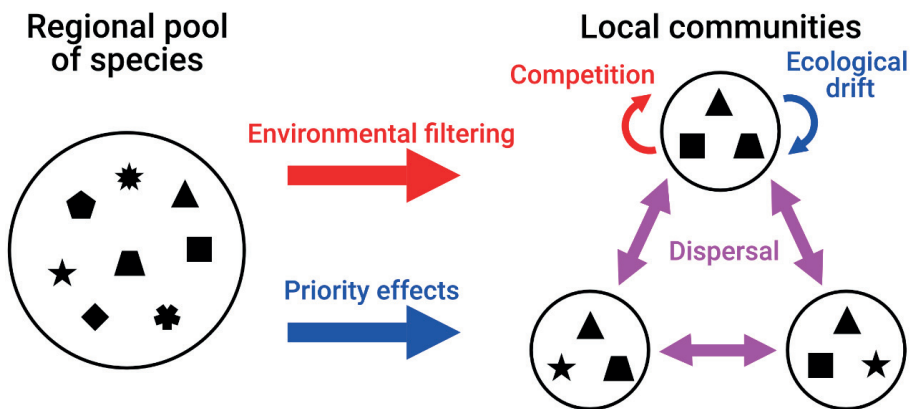 Regional pool
of species
Local communities
Competition
Ecological
drift
Environmental filtering
Dispersal
Priority effects